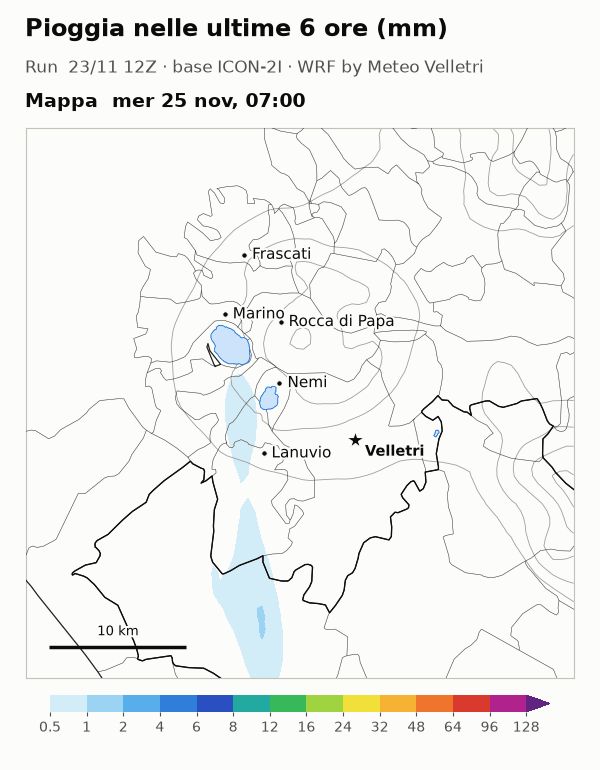 Pioggia nelle ultime 6 ore (mm)
Run  23/11 12Z · base ICON-2I · WRF by Meteo Velletri
Mappa  mer 25 nov, 07:00
Frascati
Marino
Rocca di Papa
Nemi
Velletri
Lanuvio
10 km
0.5 1 2 4 6 8 12 16 24 32 48 64 96 128